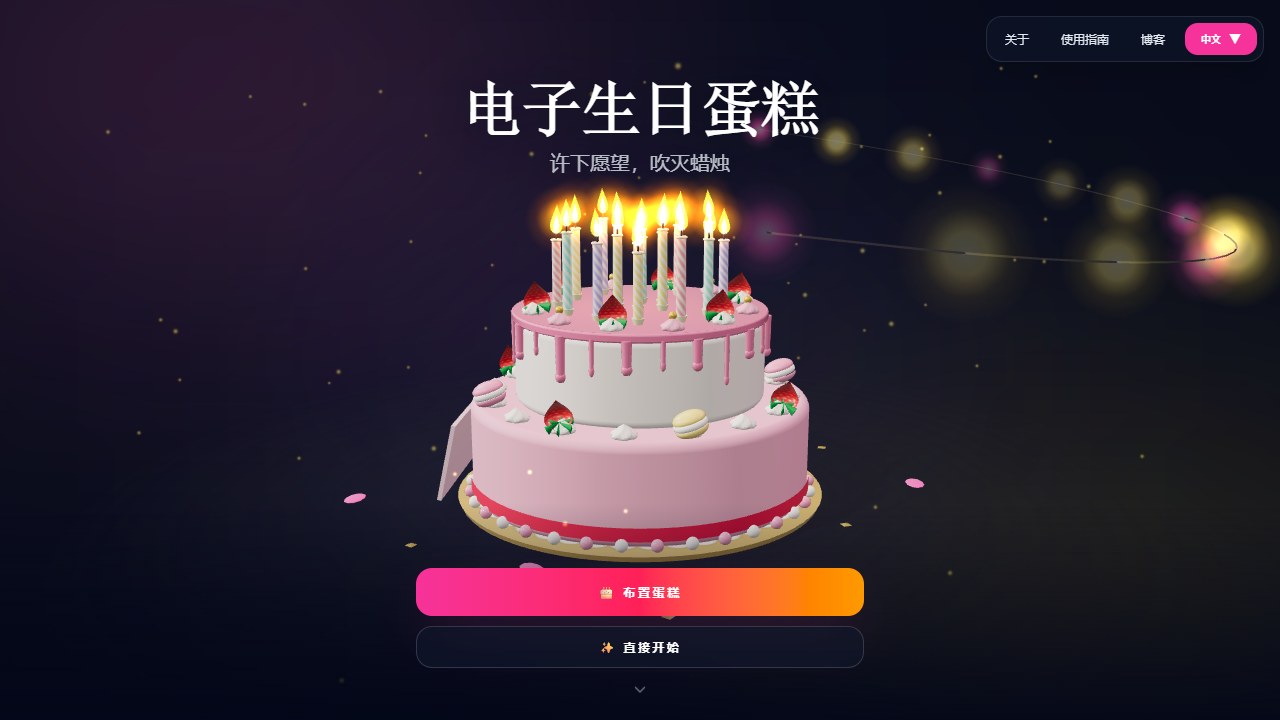 关于
使用指南
博客
中文 ▼
电子生日蛋糕
许下愿望，吹灭蜡烛
🎂 布置蛋糕
✨ 直接开始